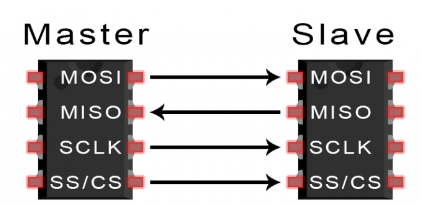 Master Slave
MOSI MOSI
MISO MISO
SCLK SCLK
SS/CS SS/CS